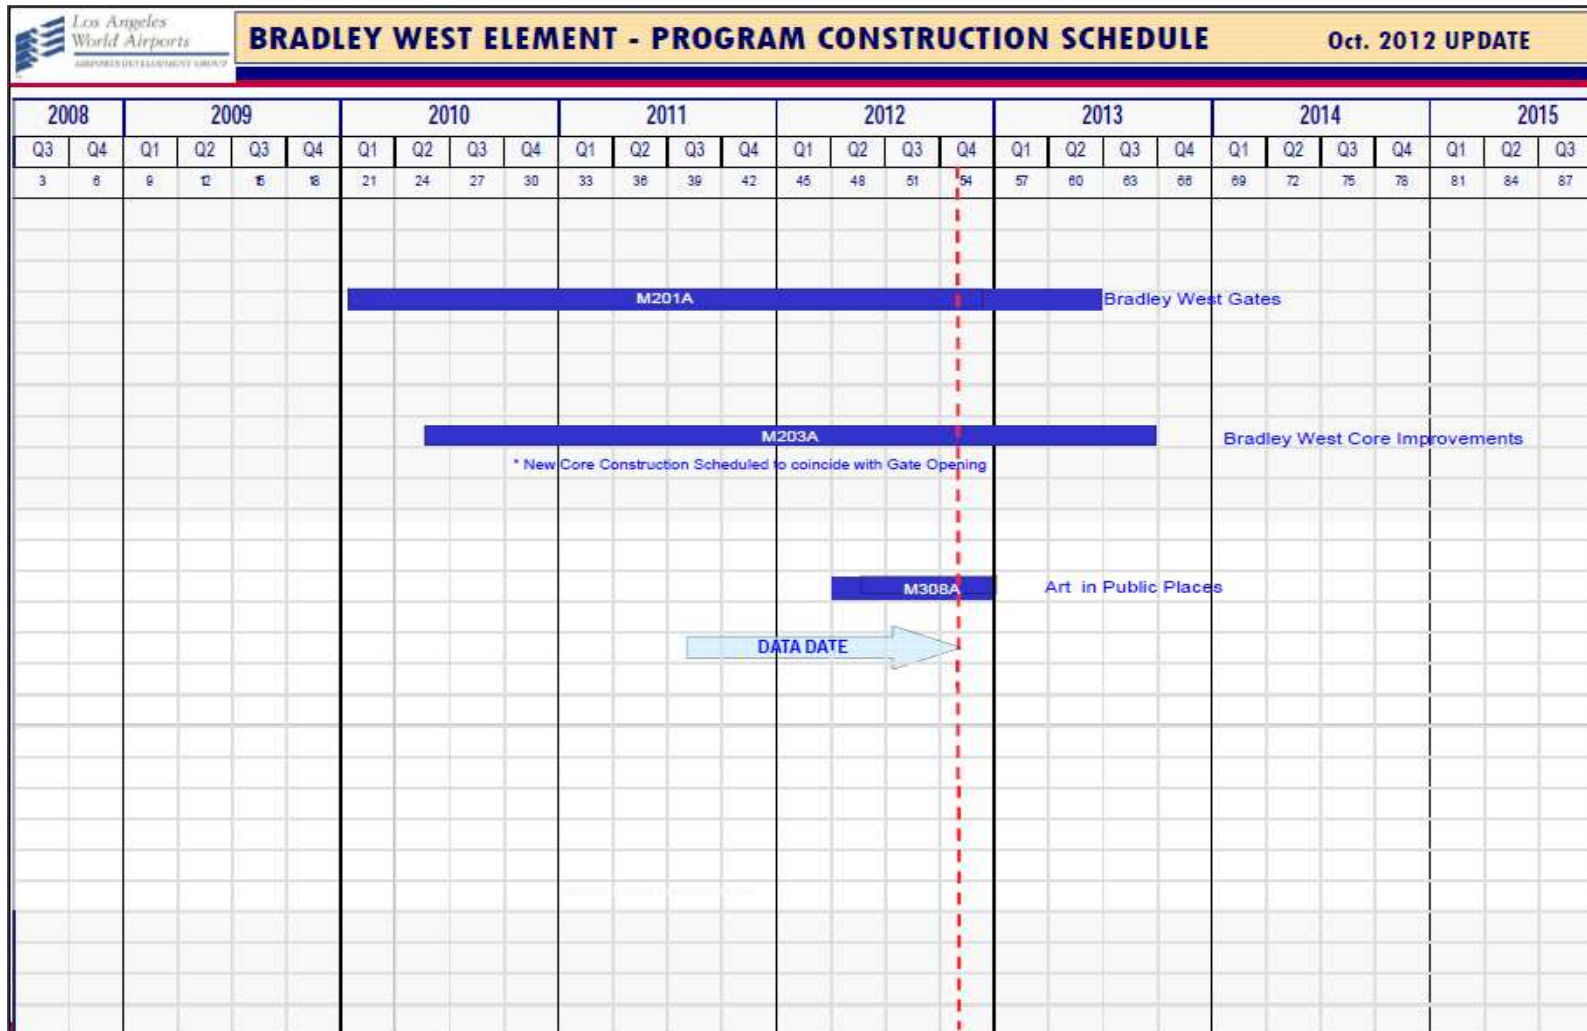 Los Angeles
World Airports
AIRPORTS DEVELOPMENT GROUP
BRADLEY WEST ELEMENT - PROGRAM CONSTRUCTION SCHEDULE Oct. 2012 UPDATE
2008 2009 2010 2011 2012 2013 2014 2015
Q3 Q4 Q1 Q2 Q3 Q4 Q1 Q2 Q3 Q4 Q1 Q2 Q3 Q4 Q1 Q2 Q3 Q4 Q1 Q2 Q3 Q4 Q1 Q2 Q3 Q4 Q1 Q2 Q3
3 6 9 12 15 18 21 24 27 30 33 36 39 42 45 48 51 54 57 60 63 66 69 72 75 78 81 84 87
M201A Bradley West Gates
M203A Bradley West Core Improvements
* New Core Construction Scheduled to coincide with Gate Opening
M308A Art in Public Places
DATA DATE